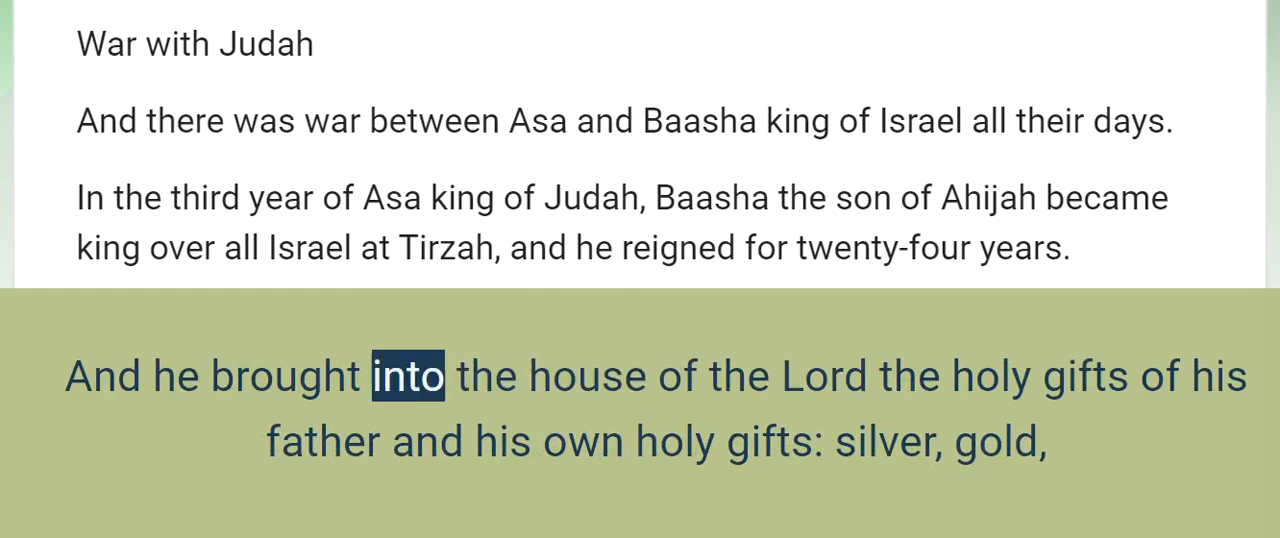 War with Judah
And there was war between Asa and Baasha king of Israel all their days.
In the third year of Asa king of Judah, Baasha the son of Ahijah became
king over all Israel at Tirzah, and he reigned for twenty-four years.
And he brought into the house of the Lord the holy gifts of his
father and his own holy gifts: silver, gold,